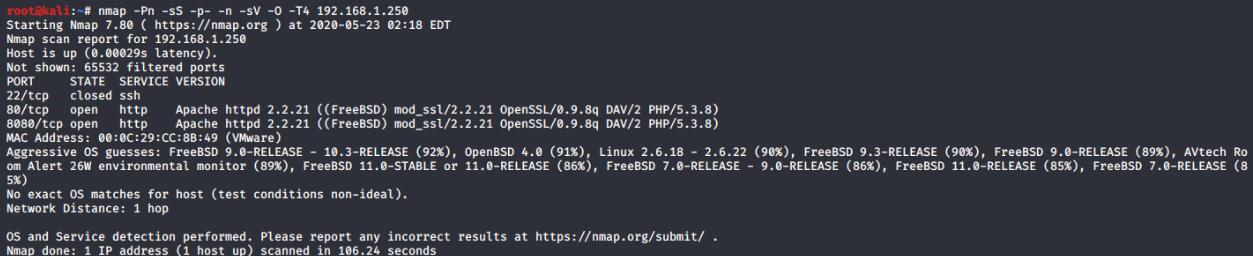 root@kali:~# nmap -Pn -sS -p- -n -sV -O -T4 192.168.1.250
Starting Nmap 7.80 ( https://nmap.org ) at 2020-05-23 02:18 EDT
Nmap scan report for 192.168.1.250
Host is up (0.00029s latency).
Not shown: 65532 filtered ports
PORT     STATE  SERVICE VERSION
22/tcp   closed ssh
80/tcp   open   http    Apache httpd 2.2.21 ((FreeBSD) mod_ssl/2.2.21 OpenSSL/0.9.8q DAV/2 PHP/5.3.8)
8080/tcp open   http    Apache httpd 2.2.21 ((FreeBSD) mod_ssl/2.2.21 OpenSSL/0.9.8q DAV/2 PHP/5.3.8)
MAC Address: 00:0C:29:CC:8B:49 (VMware)
Aggressive OS guesses: FreeBSD 9.0-RELEASE - 10.3-RELEASE (92%), OpenBSD 4.0 (91%), Linux 2.6.18 - 2.6.22 (90%), FreeBSD 9.3-RELEASE (90%), FreeBSD 9.0-RELEASE (89%), AVtech Ro
om Alert 26W environmental monitor (89%), FreeBSD 11.0-STABLE or 11.0-RELEASE (86%), FreeBSD 7.0-RELEASE - 9.0-RELEASE (86%), FreeBSD 11.0-RELEASE (85%), FreeBSD 7.0-RELEASE (8
5%)
No exact OS matches for host (test conditions non-ideal).
Network Distance: 1 hop
OS and Service detection performed. Please report any incorrect results at https://nmap.org/submit/ .
Nmap done: 1 IP address (1 host up) scanned in 106.24 seconds